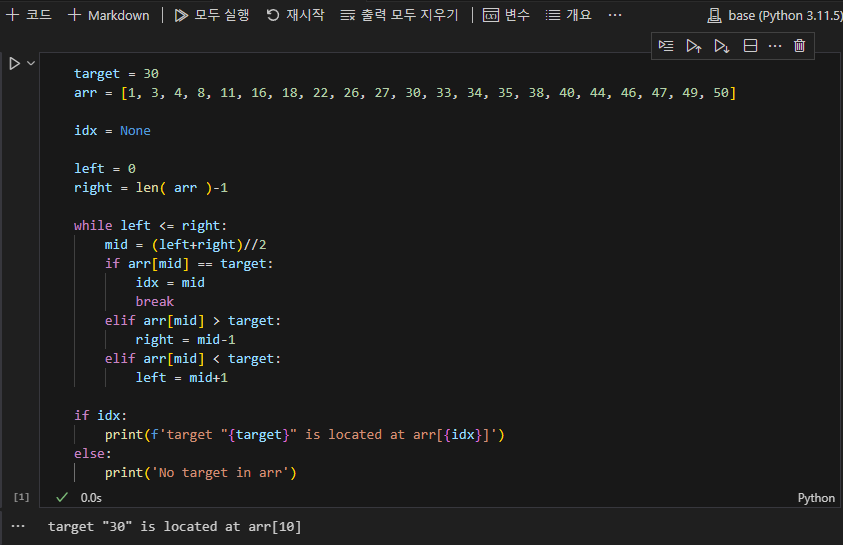 + 코드 + Markdown 모두 실행 재시작 출력 모두 지우기 변수 개요 ··· base (Python 3.11.5)
target = 30
arr = [1, 3, 4, 8, 11, 16, 18, 22, 26, 27, 30, 33, 34, 35, 38, 40, 44, 46, 47, 49, 50]
idx = None
left = 0
right = len( arr )-1
while left <= right:
    mid = (left+right)//2
    if arr[mid] == target:
        idx = mid
        break
    elif arr[mid] > target:
        right = mid-1
    elif arr[mid] < target:
        left = mid+1
if idx:
    print(f'target "{target}" is located at arr[{idx}]')
else:
    print('No target in arr')
[1] 0.0s Python
target "30" is located at arr[10]